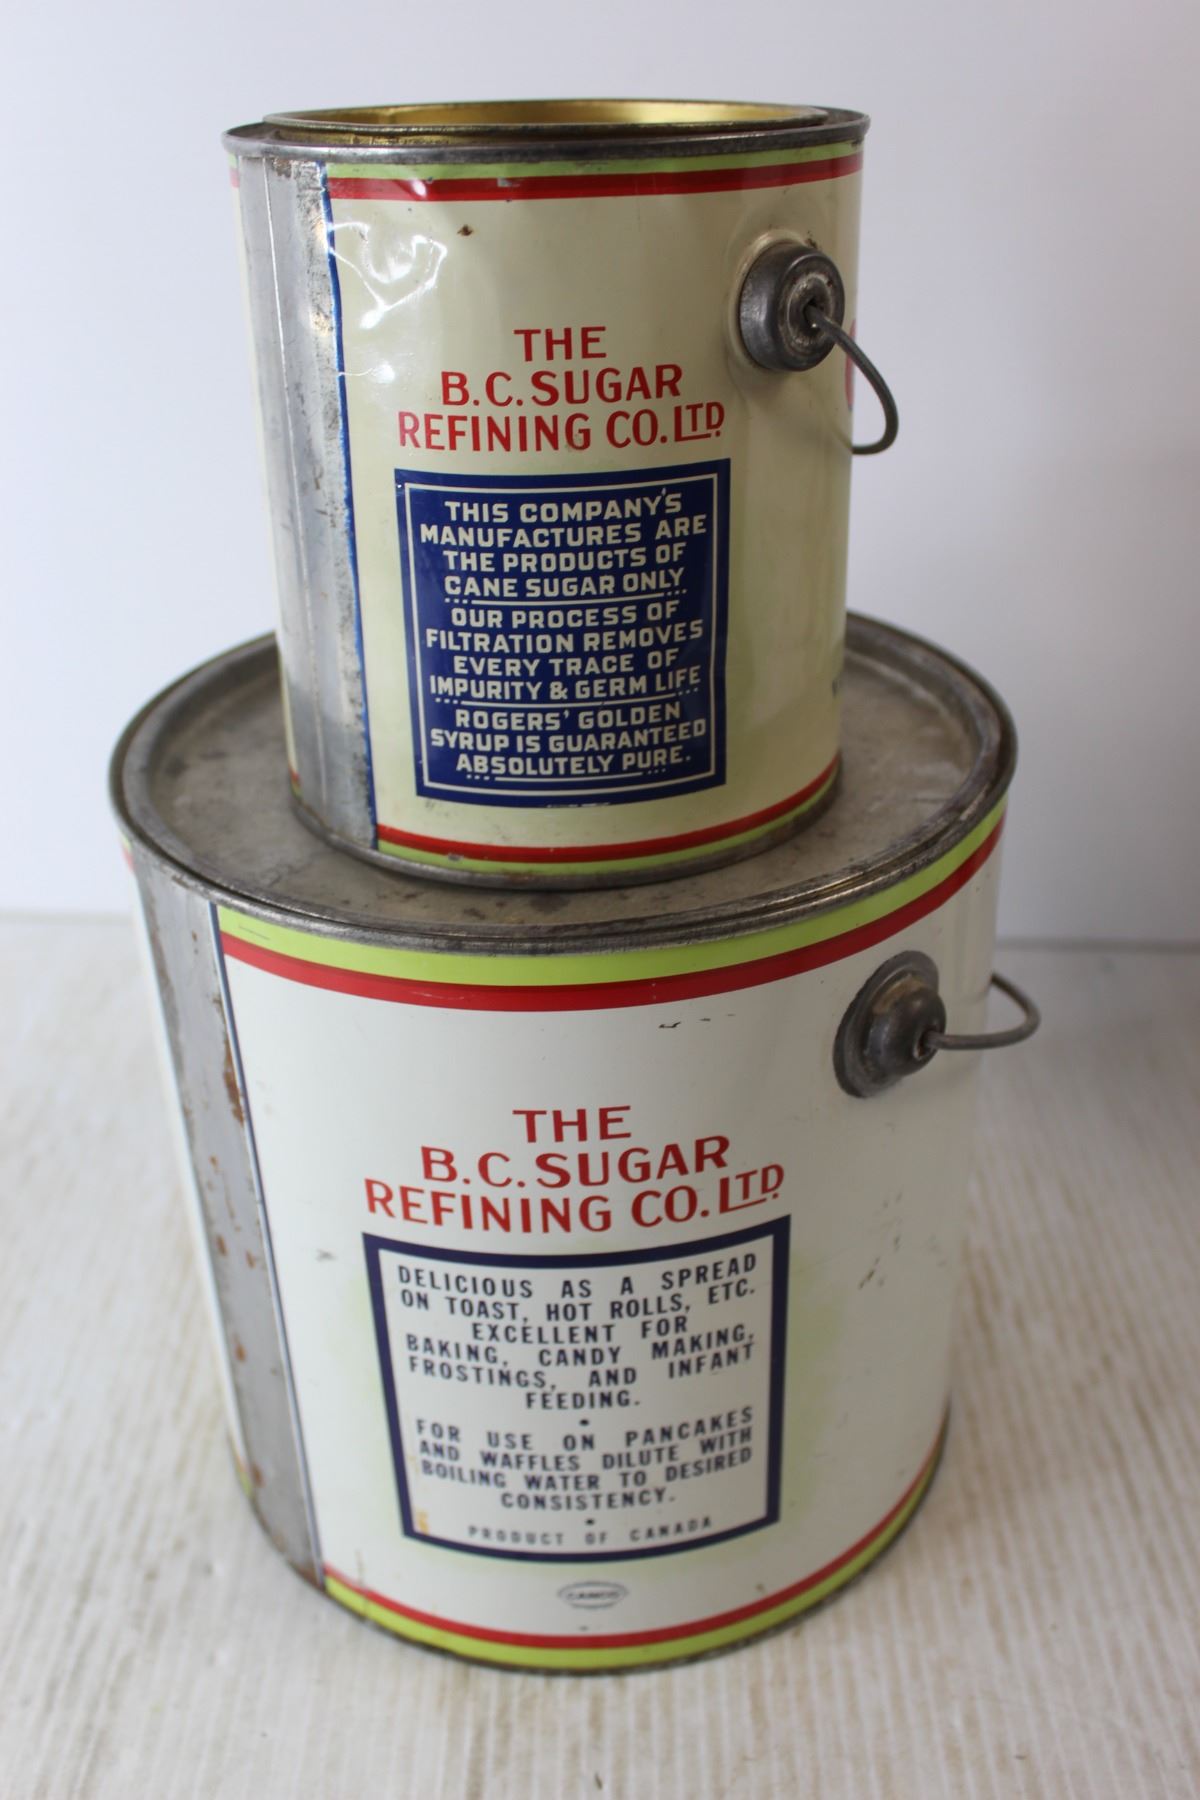 THE
B.C. SUGAR
REFINING CO. LTD.
THIS COMPANY'S
MANUFACTURES ARE
THE PRODUCTS OF
CANE SUGAR ONLY
OUR PROCESS OF
FILTRATION REMOVES
EVERY TRACE OF
IMPURITY & GERM LIFE
ROGERS' GOLDEN
SYRUP IS GUARANTEED
ABSOLUTELY PURE.
THE
B.C. SUGAR
REFINING CO. LTD.
DELICIOUS AS A SPREAD
ON TOAST, HOT ROLLS, ETC.
EXCELLENT FOR
BAKING, CANDY MAKING,
FROSTINGS, AND INFANT
FEEDING.
•
FOR USE ON PANCAKES
AND WAFFLES DILUTE WITH
BOILING WATER TO DESIRED
CONSISTENCY.
•
PRODUCT OF CANADA